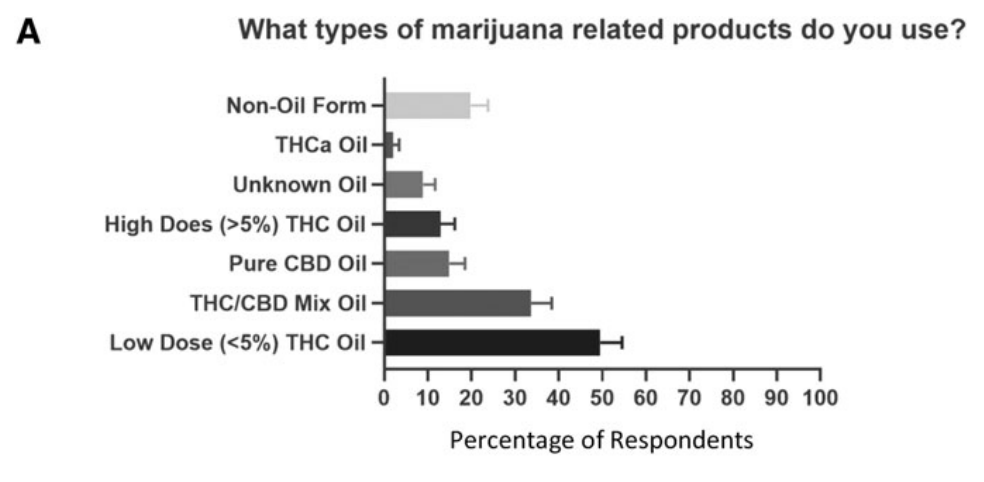 A
What types of marijuana related products do you use?
Non-Oil Form
THCa Oil
Unknown Oil
High Does (>5%) THC Oil
Pure CBD Oil
THC/CBD Mix Oil
Low Dose (<5%) THC Oil
0 10 20 30 40 50 60 70 80 90 100
Percentage of Respondents